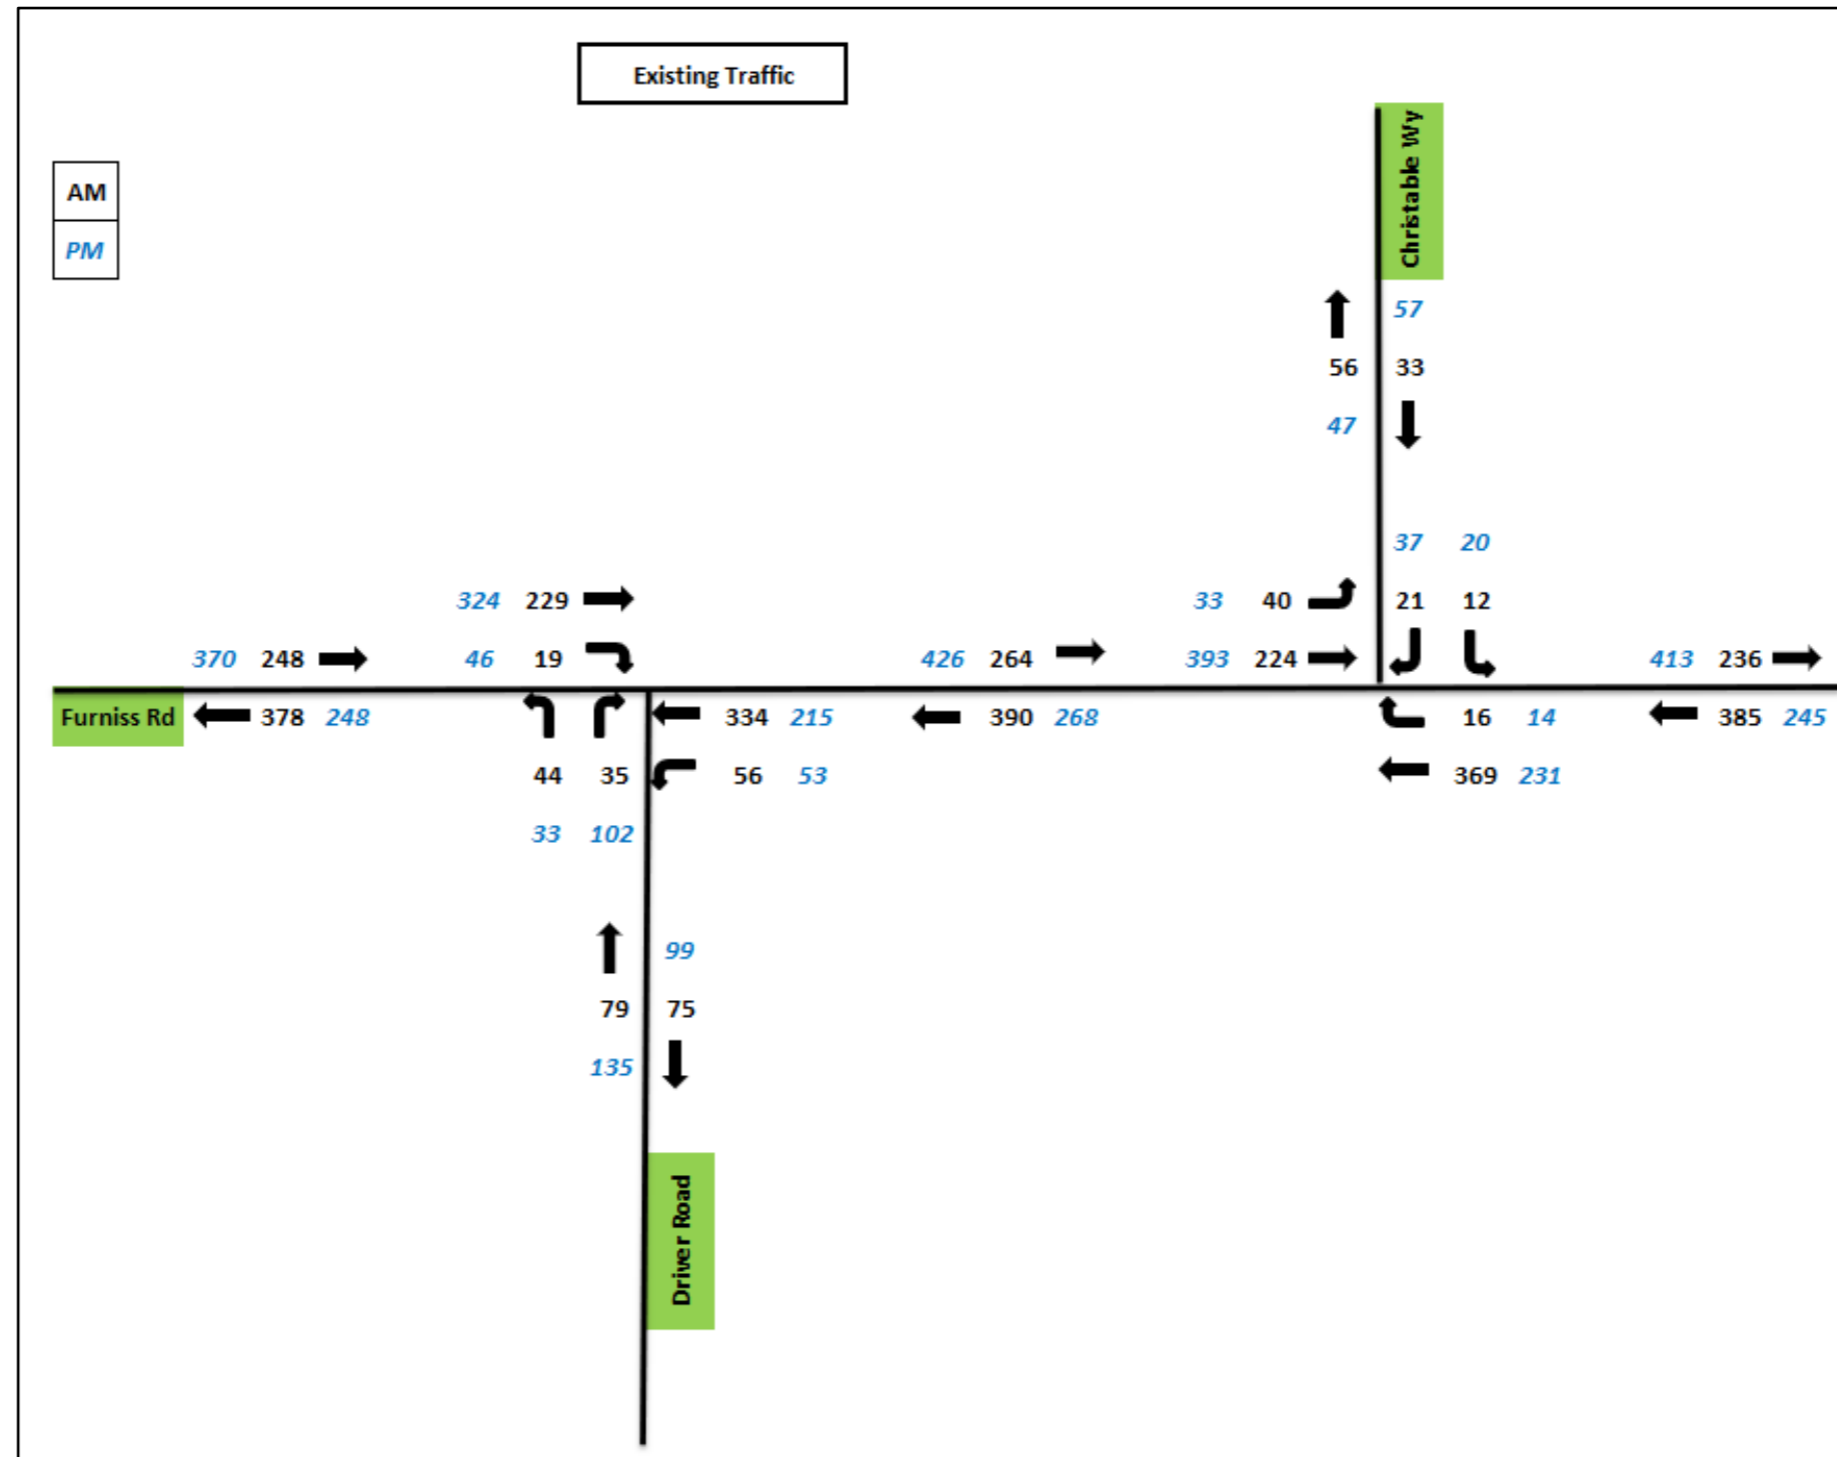 Existing Traffic
Christable Wy
AM
PM
57
56 33
47
37 20
324 229 33 40 21 12
370 248 46 19 426 264 393 224 413 236
Furniss Rd 378 248 334 215 390 268 16 14 385 245
44 35 56 53 369 231
33 102
99
79 75
135
Driver Road